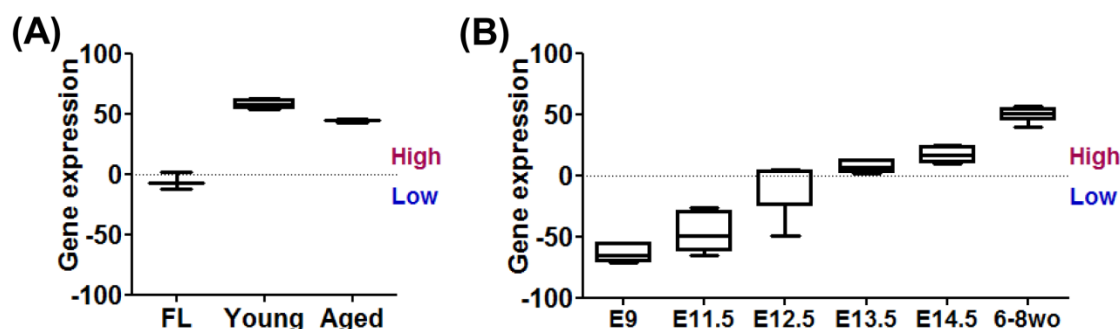 (A)
Gene expression
100
50
0
-50
-100
High
Low
FL Young Aged
(B)
Gene expression
100
50
0
-50
-100
High
Low
E9 E11.5 E12.5 E13.5 E14.5 6-8wo